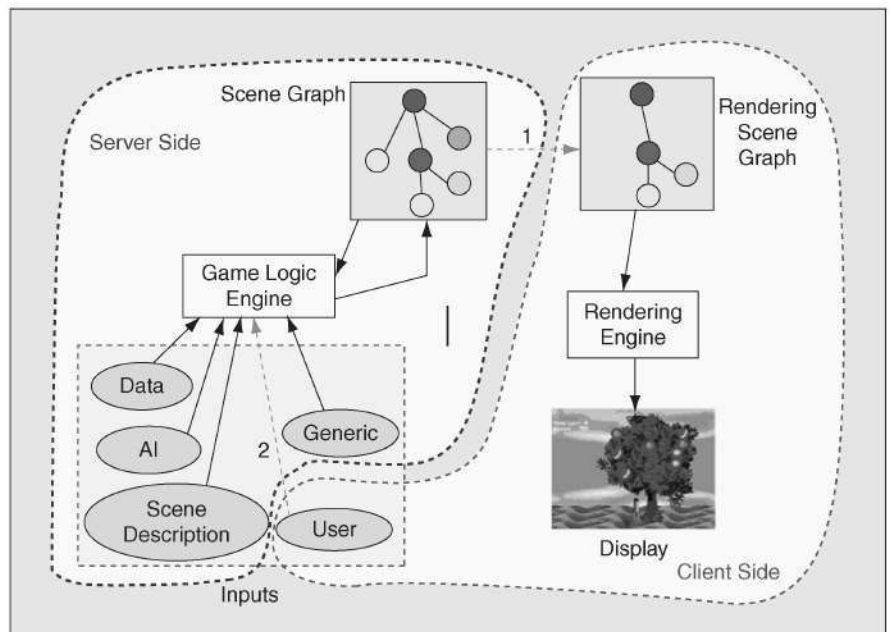 Scene Graph
1
Rendering
Scene
Graph
Server Side
Game Logic
Engine
Rendering
Engine
Data
AI
Generic
2
Scene
Description
User
Display
Client Side
Inputs